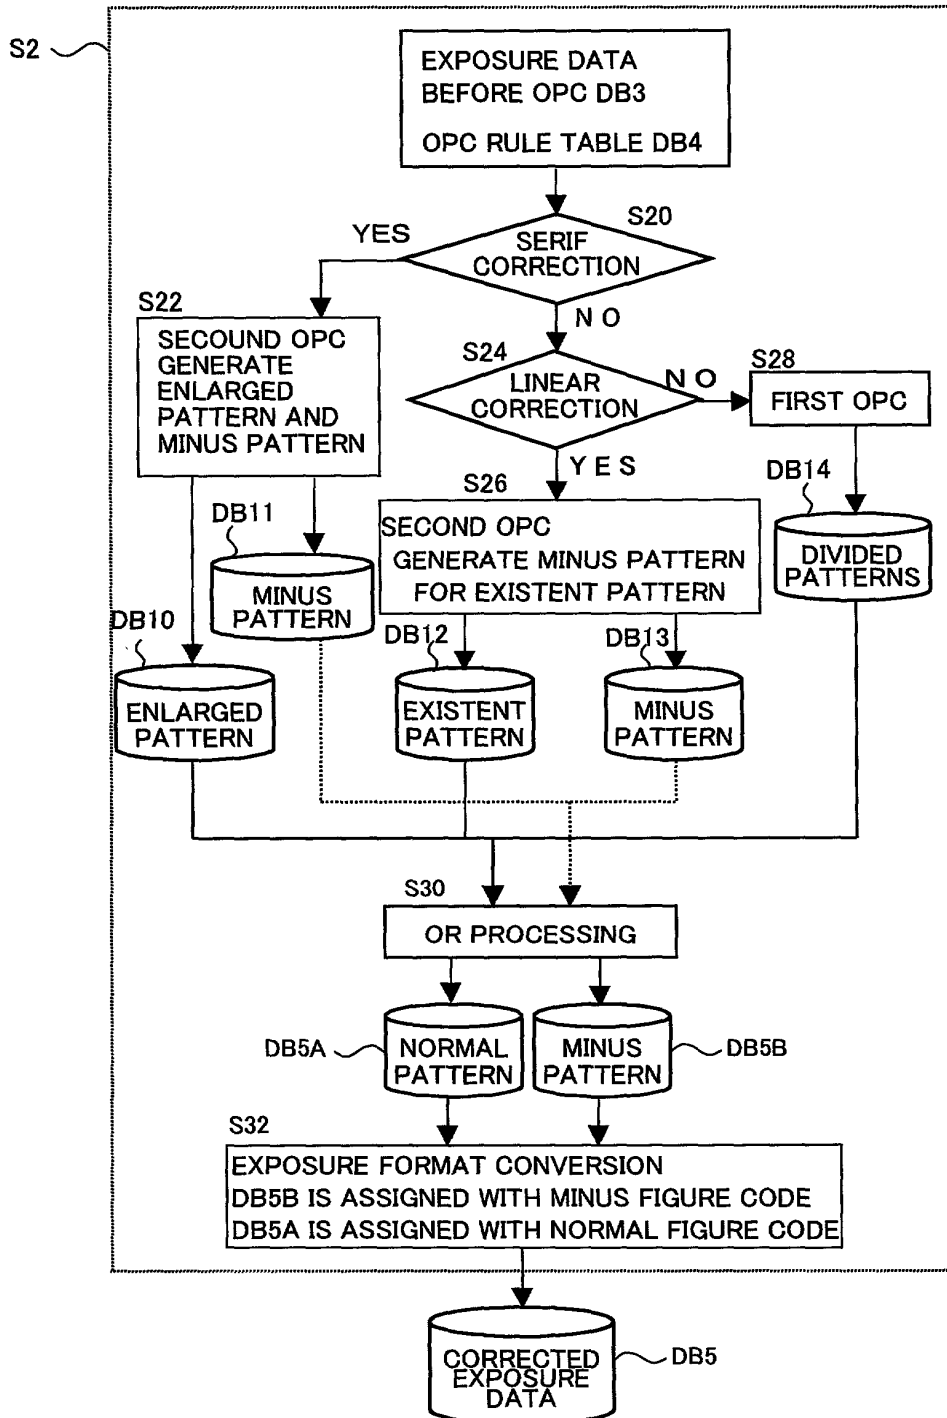 S2
EXPOSURE DATA
BEFORE OPC DB3
OPC RULE TABLE DB4
S20
YES
SERIF
CORRECTION
S22
NO
SECOUND OPC
GENERATE
ENLARGED
PATTERN AND
MINUS PATTERN
S24
LINEAR
CORRECTION
NO
S28
FIRST OPC
YES
S26
DB14
DB11
SECOND OPC
GENERATE MINUS PATTERN
FOR EXISTENT PATTERN
DIVIDED
PATTERNS
MINUS
PATTERN
DB10
DB12
DB13
ENLARGED
PATTERN
EXISTENT
PATTERN
MINUS
PATTERN
S30
OR PROCESSING
DB5A
NORMAL
PATTERN
MINUS
PATTERN
DB5B
S32
EXPOSURE FORMAT CONVERSION
DB5B IS ASSIGNED WITH MINUS FIGURE CODE
DB5A IS ASSIGNED WITH NORMAL FIGURE CODE
CORRECTED
EXPOSURE
DATA
DB5